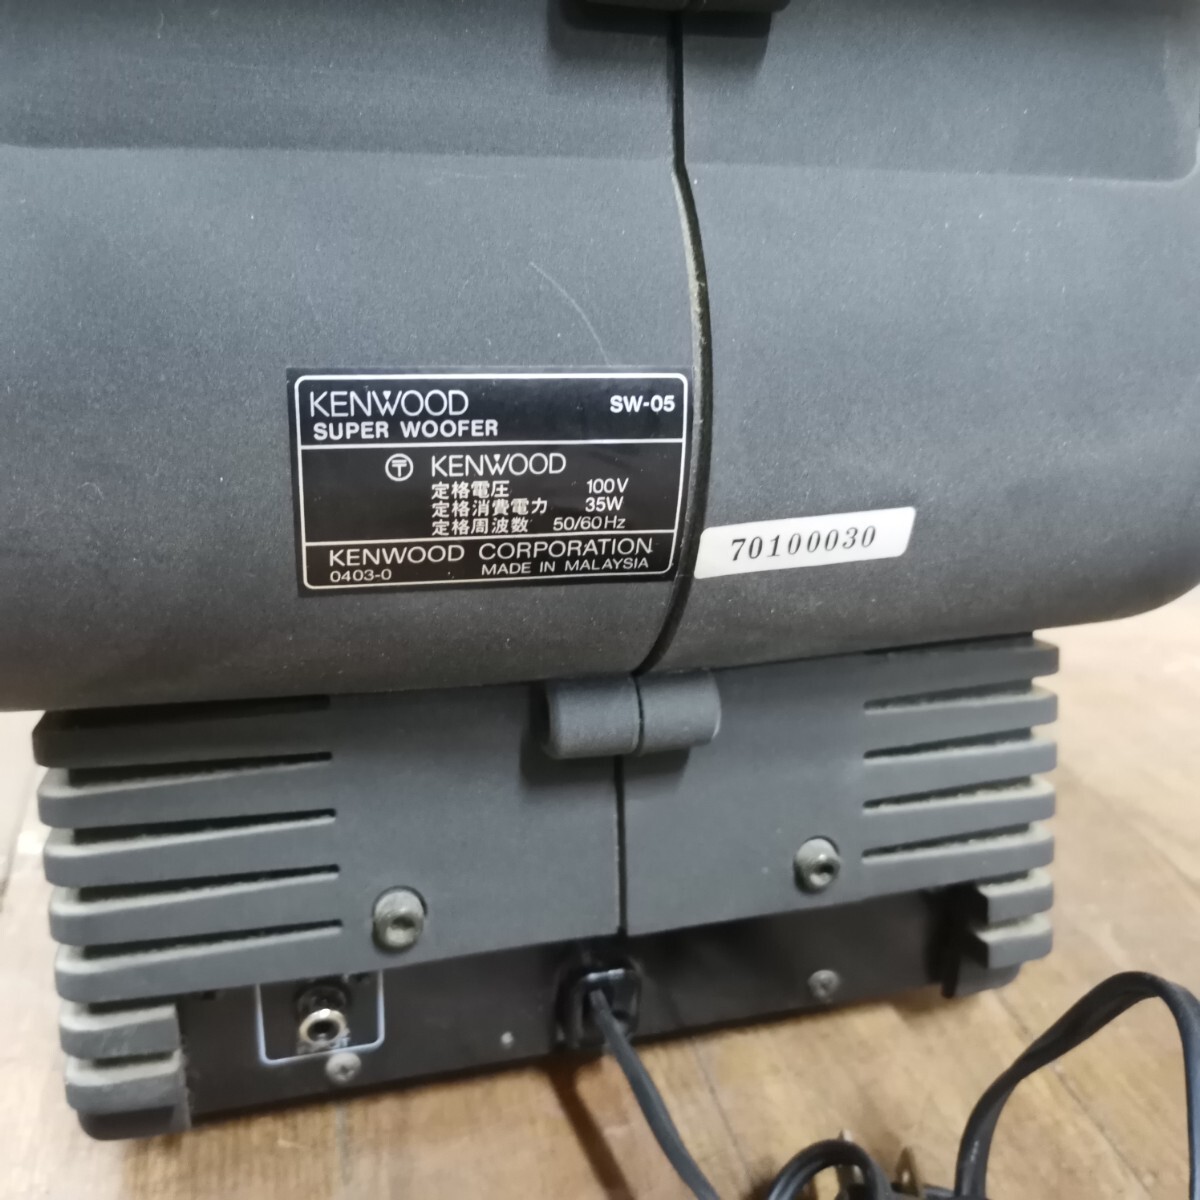 KENWOOD SW-05
SUPER WOOFER
〒 KENWOOD
定格電圧 100V
定格消費電力 35W
定格周波数 50/60Hz
KENWOOD CORPORATION
0403-0 MADE IN MALAYSIA
70100030